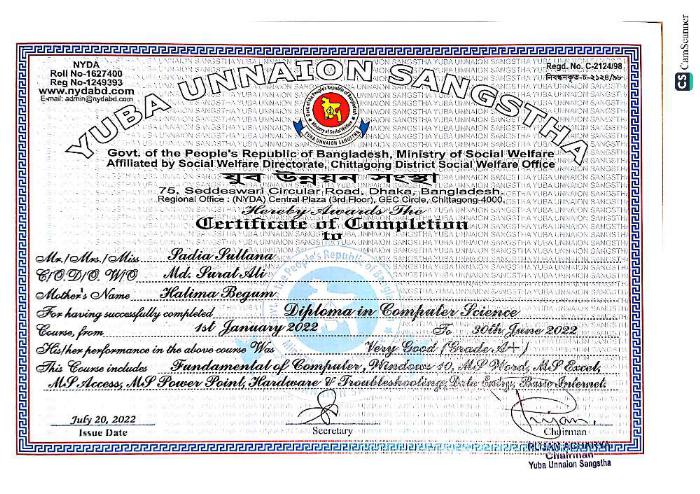 NYDA
Roll No-1627400
Reg No-1249393
www.nydabd.com
E-mail: admin@nydabd.com
Regd. No. C-2124/98
নিবন্ধনকৃত-চ-২১২৪/৯৮
YUBA UNNAION SANGSTHA
Govt. of the People's Republic of Bangladesh, Ministry of Social Welfare
Affiliated by Social Welfare Directorate, Chittagong District Social Welfare Office
যুব উন্নয়ন সংস্থা
75, Seddeswari Circular Road, Dhaka, Bangladesh.
Regional Office : (NYDA) Central Plaza (3rd Floor), GEC Circle, Chittagong-4000.
Hereby Awards The
Certificate of Completion
to
Mr./Mrs./Miss Sadia Sultana
C/O, D/O, W/O Md. Surat Ali
Mother's Name Halima Begum
For having successfully completed Diploma in Computer Science
Course, from 1st January 2022 To 30th June 2022
His/her performance in the above course Was Very Good (Grade A+)
This Course includes Fundamental of Computer, Windows 10, MS Word, MS Excel,
MS Access, MS Power Point, Hardware & Troubleshooting, Data Entry, Basic Internet.
July 20, 2022
Issue Date
Secretary
Chairman
Chairman
Yuba Unnaion Sangstha
CS CamScanner